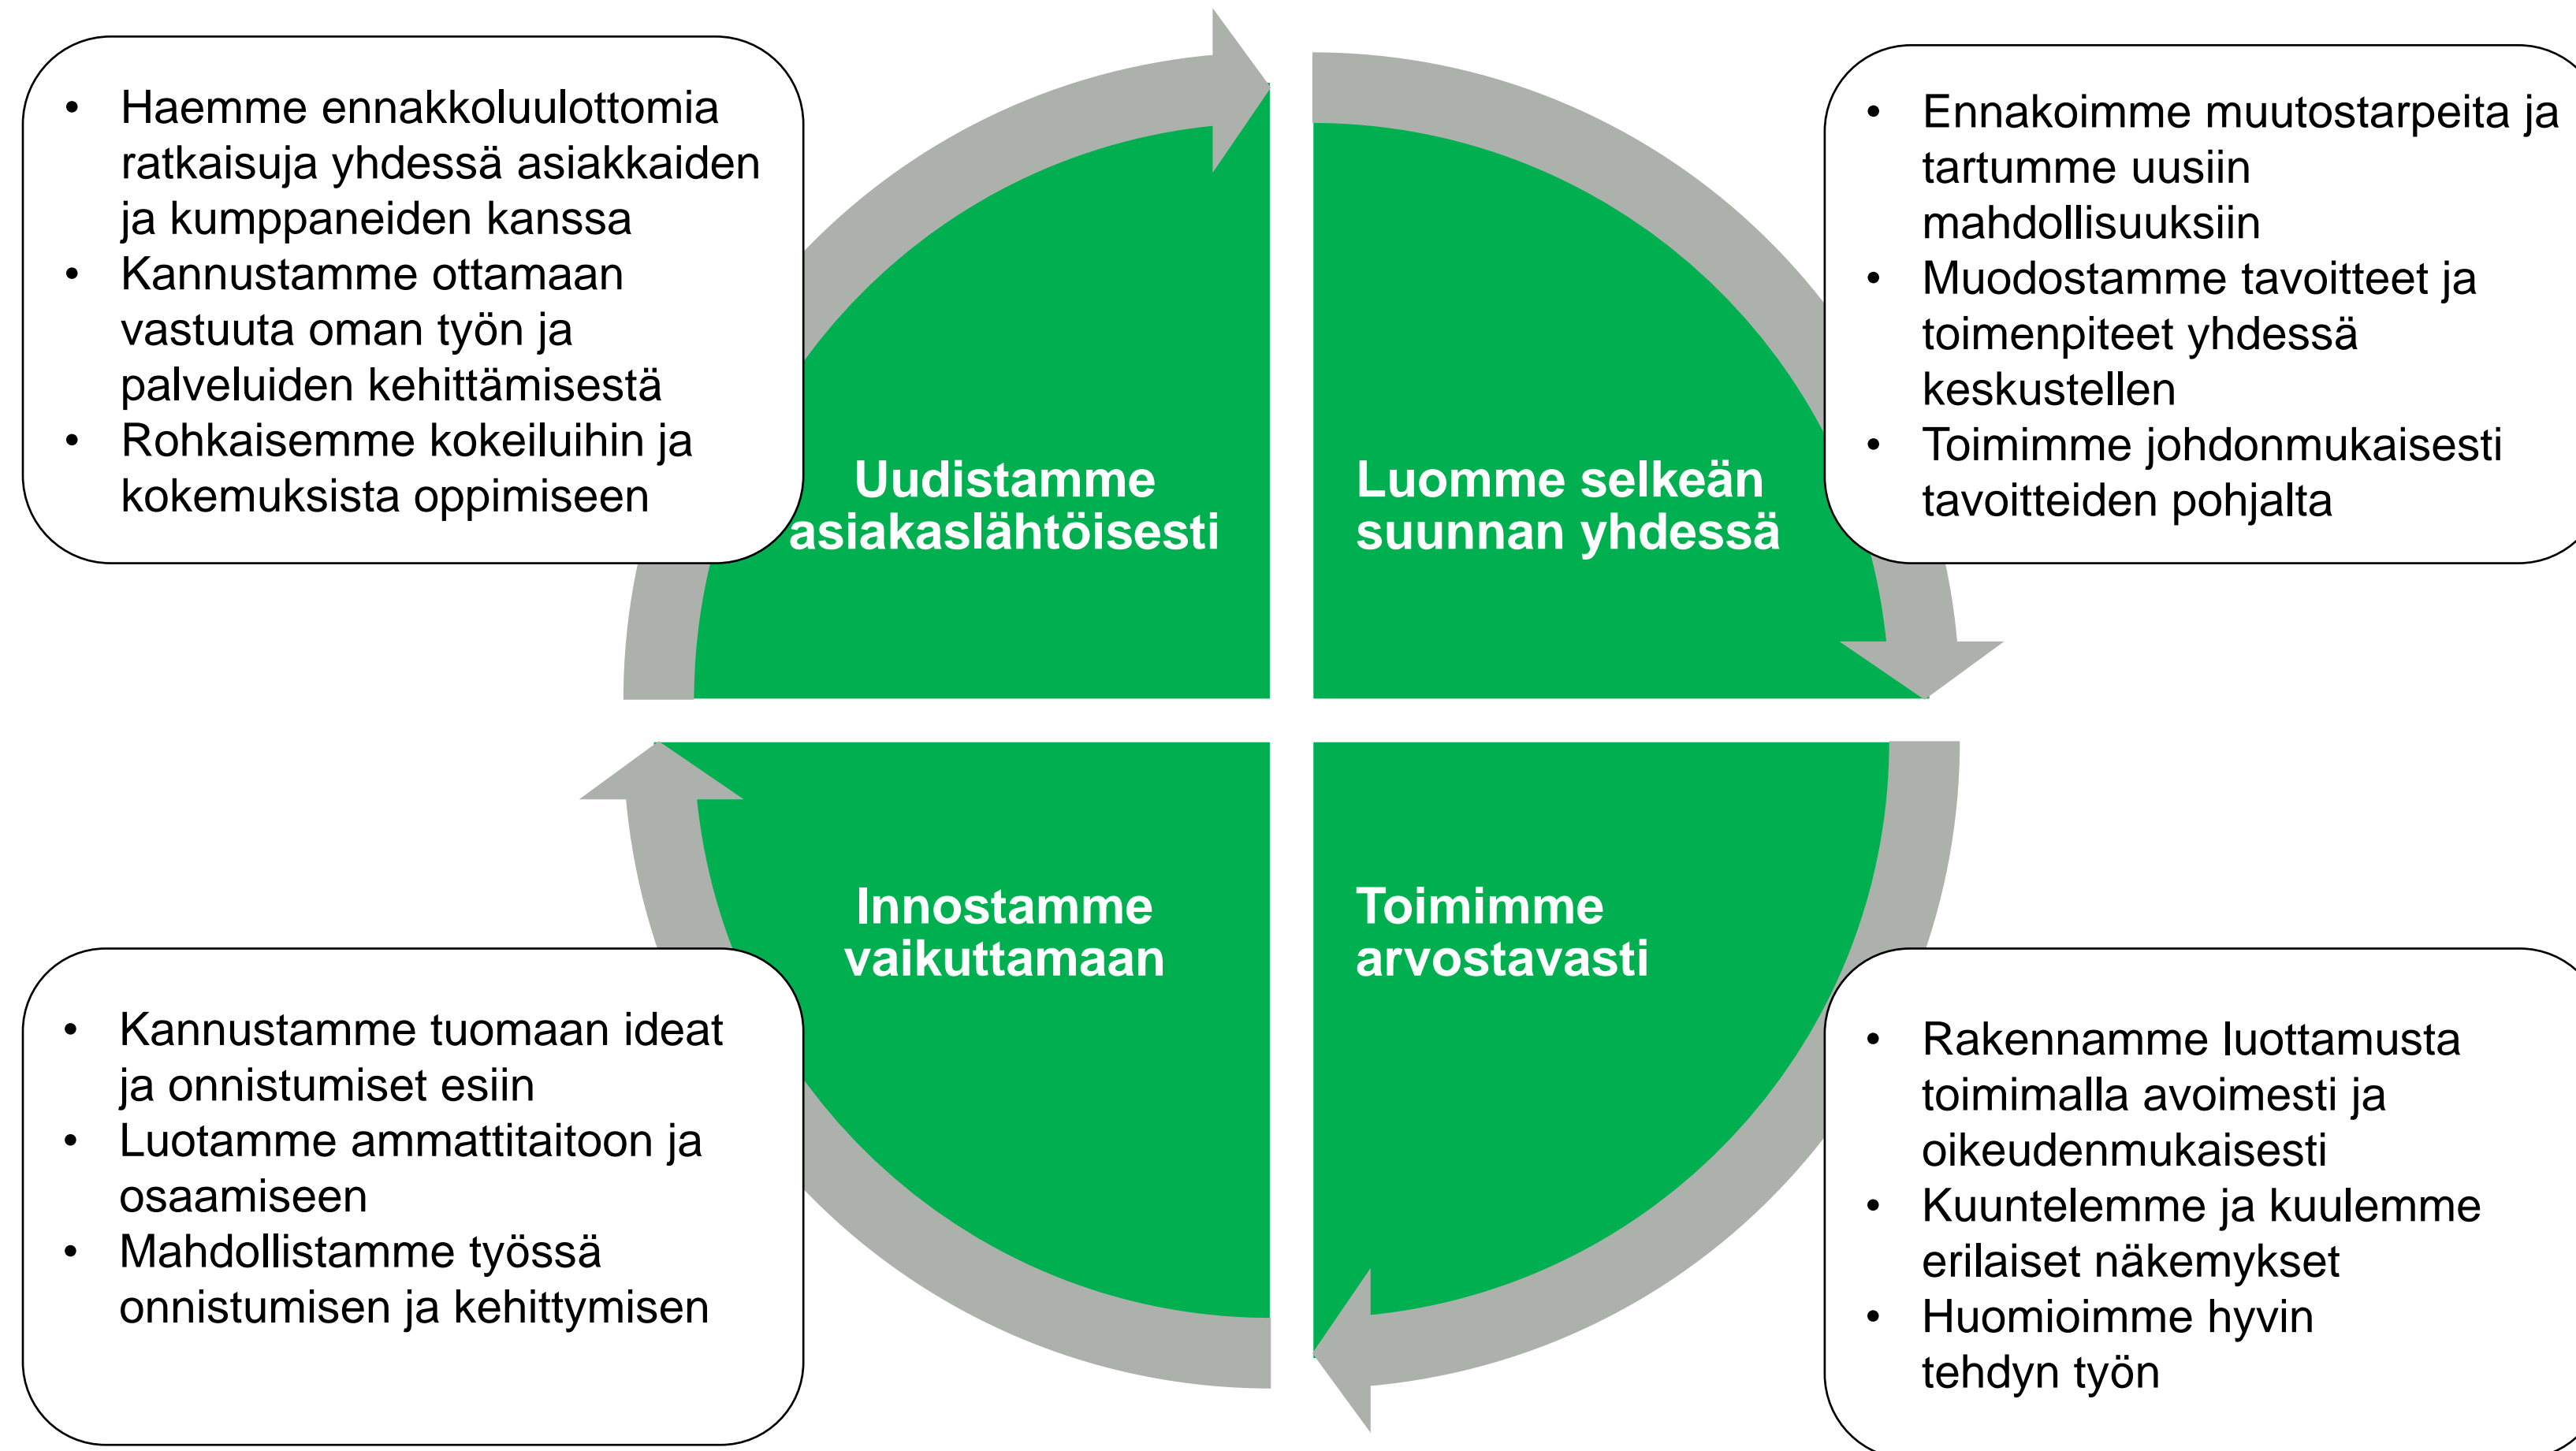 • Haemme ennakkoluulottomia
ratkaisuja yhdessä asiakkaiden
ja kumppaneiden kanssa
• Kannustamme ottamaan
vastuuta oman työn ja
palveluiden kehittämisestä
• Rohkaisemme kokeiluihin ja
kokemuksista oppimiseen
Uudistamme
asiakaslähtöisesti
Luomme selkeän
suunnan yhdessä
• Ennakoimme muutostarpeita ja
tartumme uusiin
mahdollisuuksiin
• Muodostamme tavoitteet ja
toimenpiteet yhdessä
keskustellen
• Toimimme johdonmukaisesti
tavoitteiden pohjalta
• Kannustamme tuomaan ideat
ja onnistumiset esiin
• Luotamme ammattitaitoon ja
osaamiseen
• Mahdollistamme työssä
onnistumisen ja kehittymisen
Innostamme
vaikuttamaan
Toimimme
arvostavasti
• Rakennamme luottamusta
toimimalla avoimesti ja
oikeudenmukaisesti
• Kuuntelemme ja kuulemme
erilaiset näkemykset
• Huomioimme hyvin
tehdyn työn